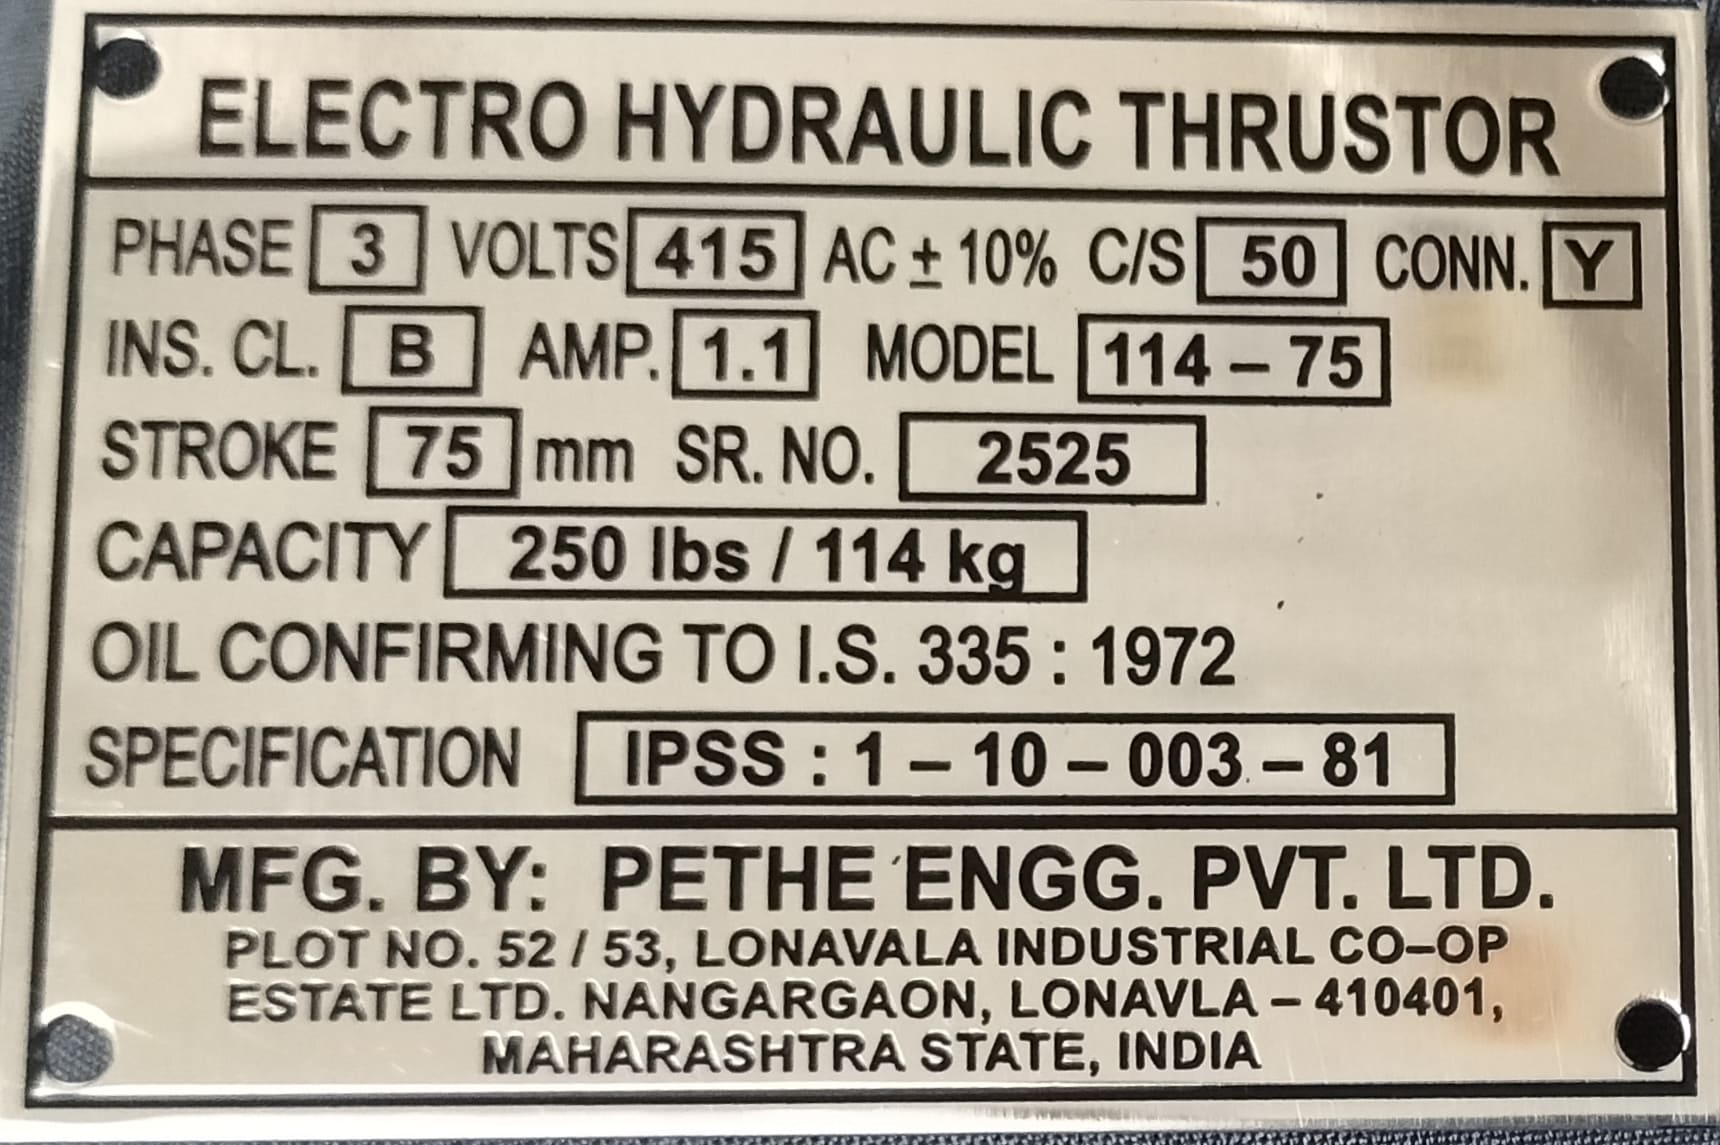 ELECTRO HYDRAULIC THRUSTOR
PHASE 3 VOLTS 415 AC ± 10% C/S 50 CONN. Y
INS. CL. B AMP. 1.1 MODEL 114 – 75
STROKE 75 mm SR. NO. 2525
CAPACITY 250 lbs / 114 kg
OIL CONFIRMING TO I.S. 335 : 1972
SPECIFICATION IPSS : 1 – 10 – 003 – 81
MFG. BY: PETHE ENGG. PVT. LTD.
PLOT NO. 52 / 53, LONAVALA INDUSTRIAL CO–OP
ESTATE LTD. NANGARGAON, LONAVLA – 410401,
MAHARASHTRA STATE, INDIA